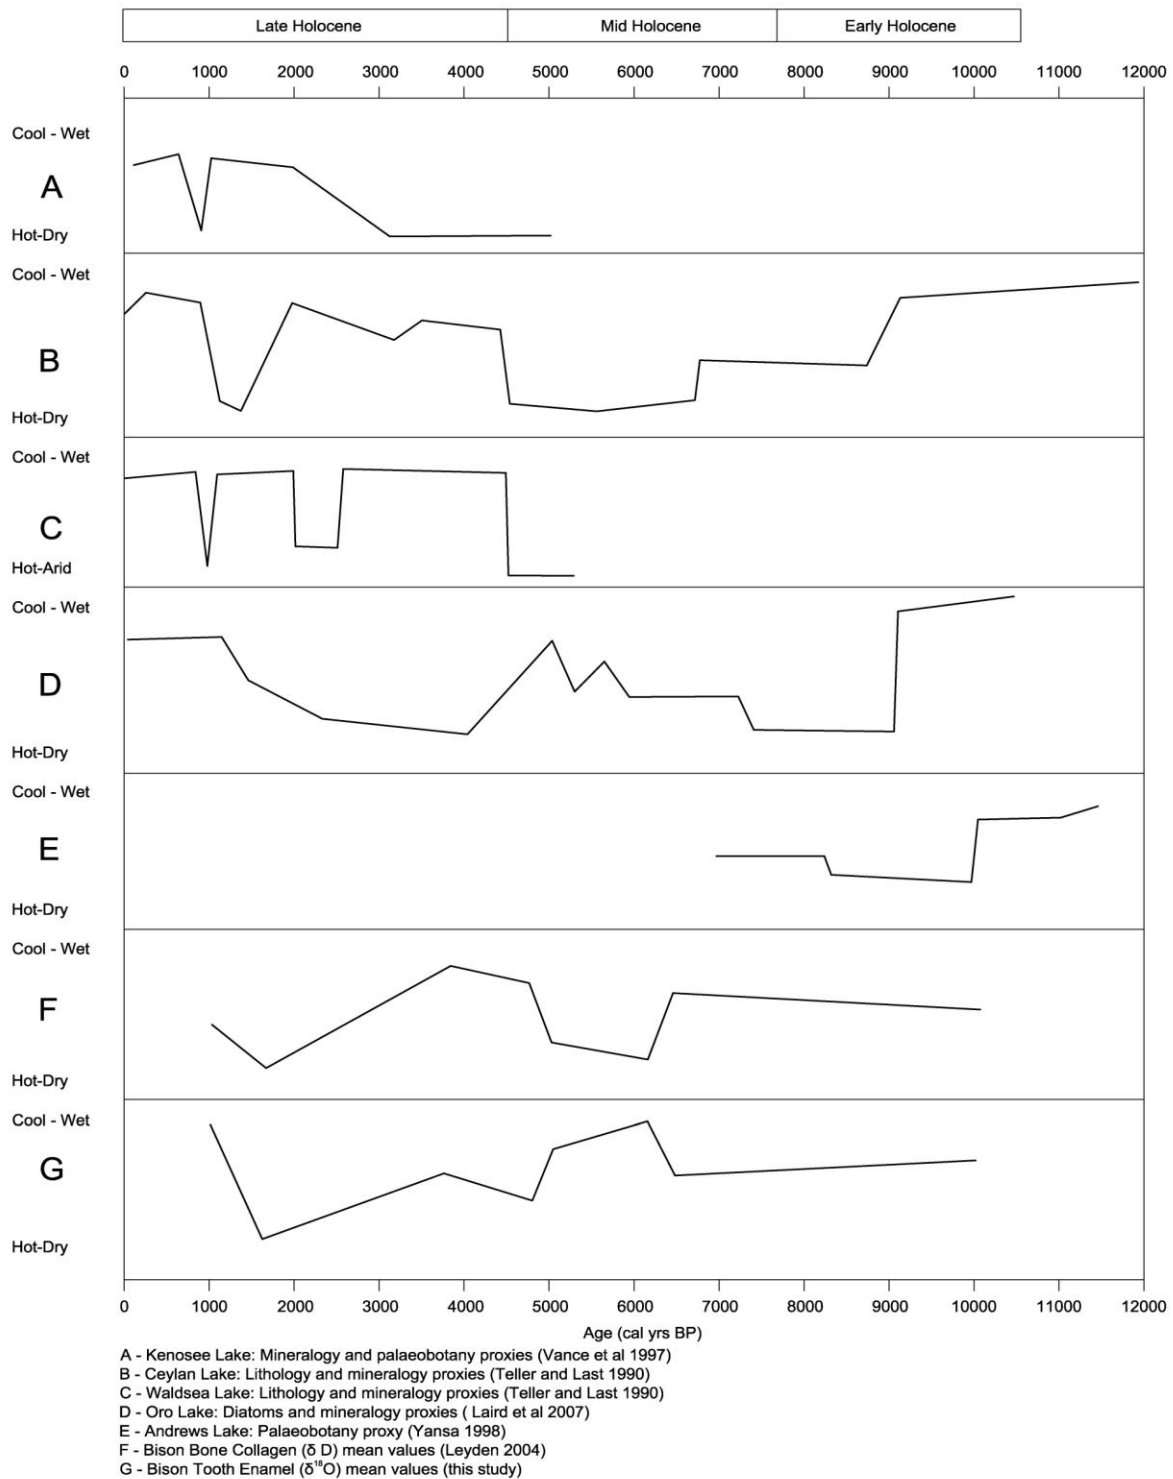 Late Holocene Mid Holocene Early Holocene
0 1000 2000 3000 4000 5000 6000 7000 8000 9000 10000 11000 12000
Cool - Wet
A
Hot-Dry
Cool - Wet
B
Hot-Dry
Cool - Wet
C
Hot-Arid
Cool - Wet
D
Hot-Dry
Cool - Wet
E
Hot-Dry
Cool - Wet
F
Hot-Dry
Cool - Wet
G
Hot-Dry
0 1000 2000 3000 4000 5000 6000 7000 8000 9000 10000 11000 12000
Age (cal yrs BP)
A - Kenosee Lake: Mineralogy and palaeobotany proxies (Vance et al 1997)
B - Ceylan Lake: Lithology and mineralogy proxies (Teller and Last 1990)
C - Waldsea Lake: Lithology and mineralogy proxies (Teller and Last 1990)
D - Oro Lake: Diatoms and mineralogy proxies ( Laird et al 2007)
E - Andrews Lake: Palaeobotany proxy (Yansa 1998)
F - Bison Bone Collagen (δ D) mean values (Leyden 2004)
G - Bison Tooth Enamel (δ¹⁸O) mean values (this study)